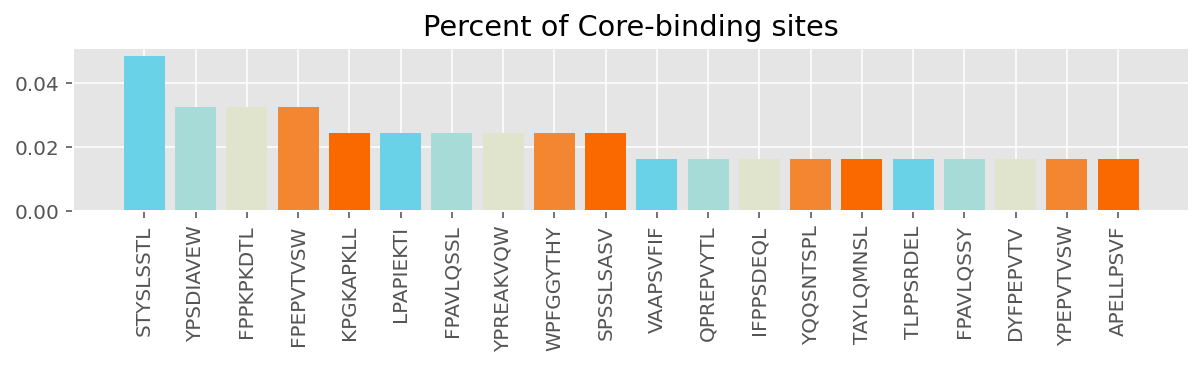 Percent of Core-binding sites
0.04
0.02
0.00
STYSLSSTL
YPSDIAVEW
FPPKPKDTL
FPEPVTVSW
KPGKAPKLL
LPAPIEKTI
FPAVLQSSL
YPREAKVQW
WPFGGYTHY
SPSSLSASV
VAAPSVFIF
QPREPVYTL
IFPPSDEQL
YQQSNTSPL
TAYLQMNSL
TLPPSRDEL
FPAVLQSSY
DYFPEPVTV
YPEPVTVSW
APELLPSVF